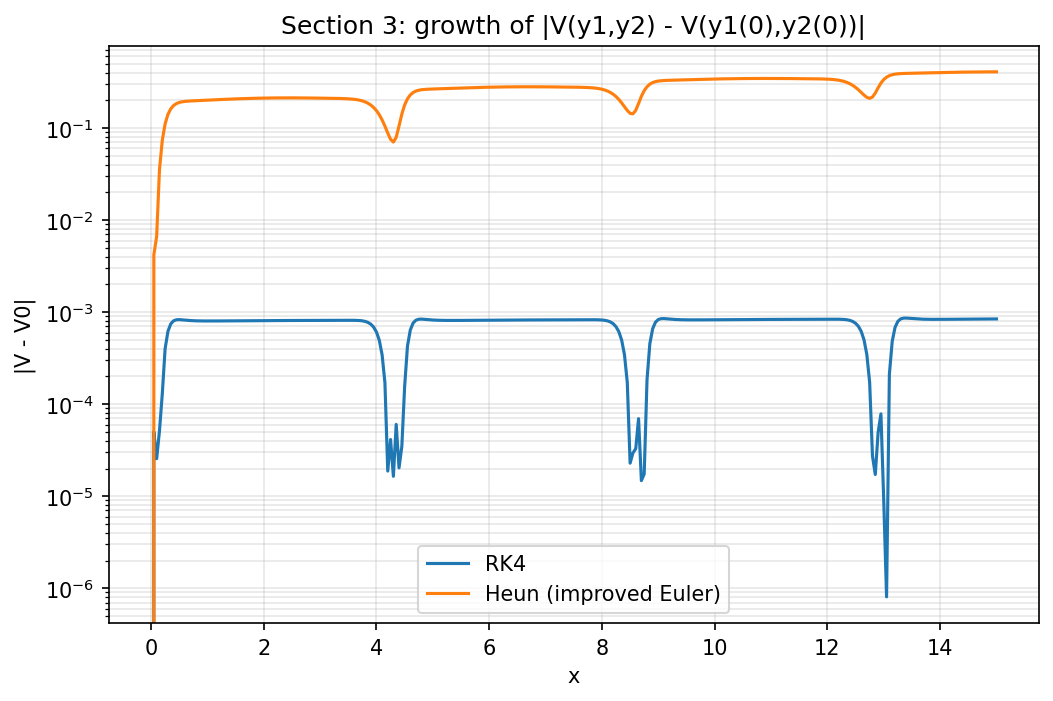 Section 3: growth of |V(y1,y2) - V(y1(0),y2(0))|
|V - V0|
10⁻¹
10⁻²
10⁻³
10⁻⁴
10⁻⁵
10⁻⁶
RK4
Heun (improved Euler)
0 2 4 6 8 10 12 14
x